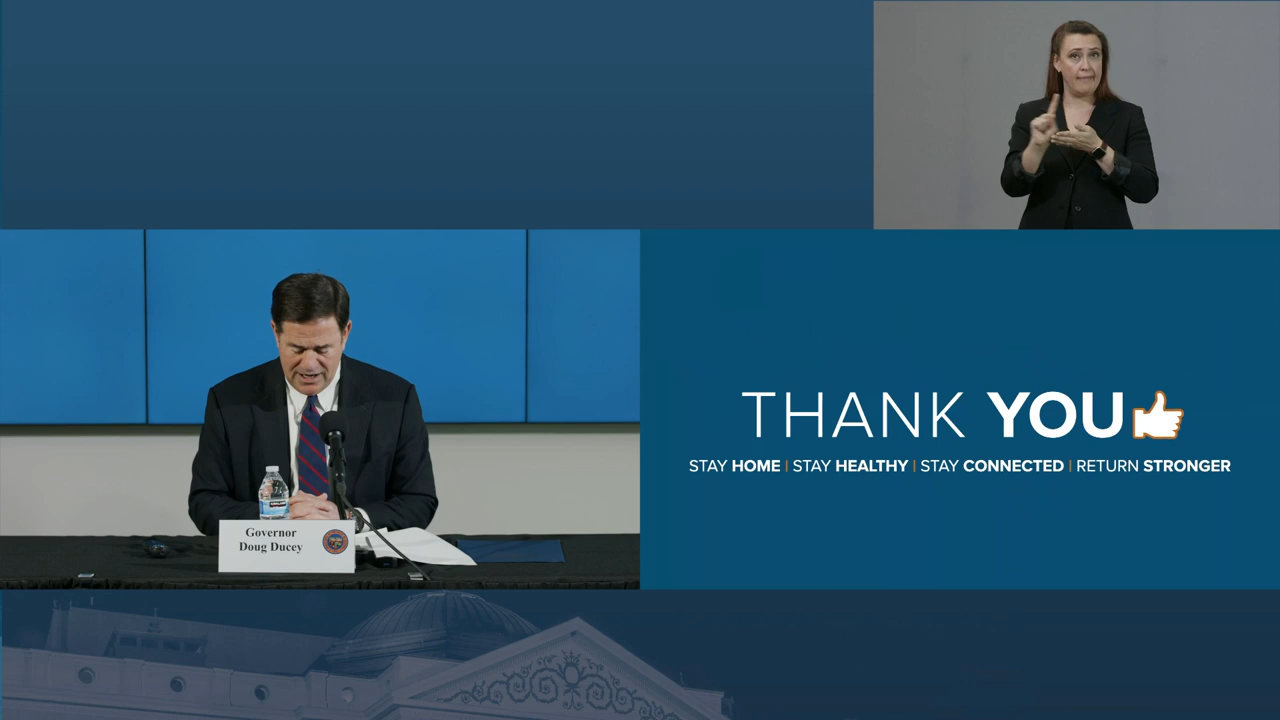 THANK YOU
STAY HOME | STAY HEALTHY | STAY CONNECTED | RETURN STRONGER
Governor
Doug Ducey